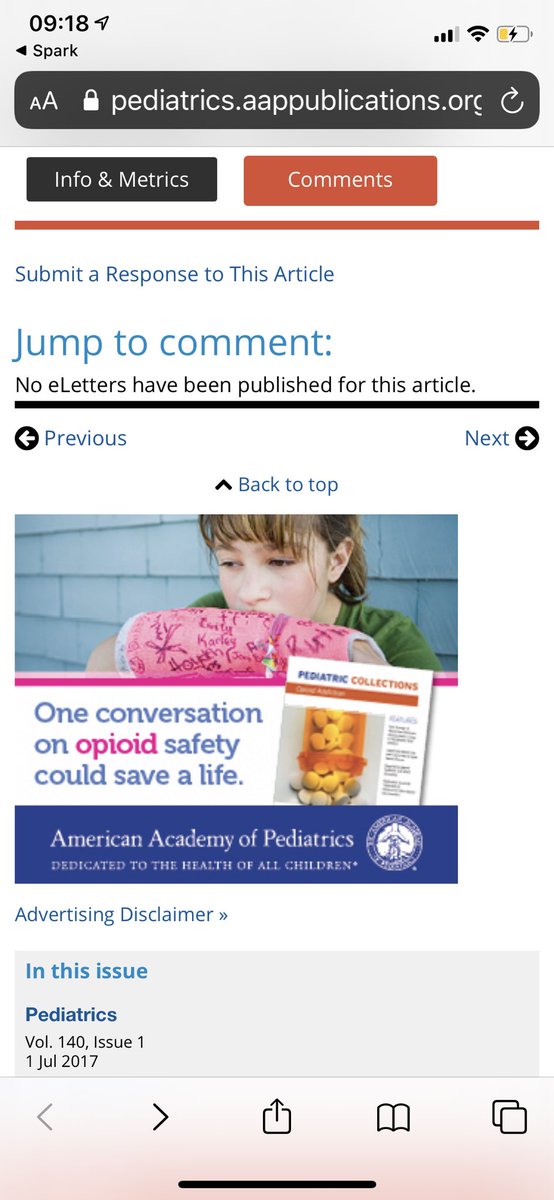 09:18
Spark
AA pediatrics.aappublications.org
Info & Metrics
Comments
Submit a Response to This Article
Jump to comment:
No eLetters have been published for this article.
Previous
Next
Back to top
Emily
Karley
Hayden
PEDIATRIC COLLECTIONS
Opioid Addiction
FEATURES
One conversation
on opioid safety
could save a life.
American Academy of Pediatrics
DEDICATED TO THE HEALTH OF ALL CHILDREN®
Advertising Disclaimer »
In this issue
Pediatrics
Vol. 140, Issue 1
1 Jul 2017